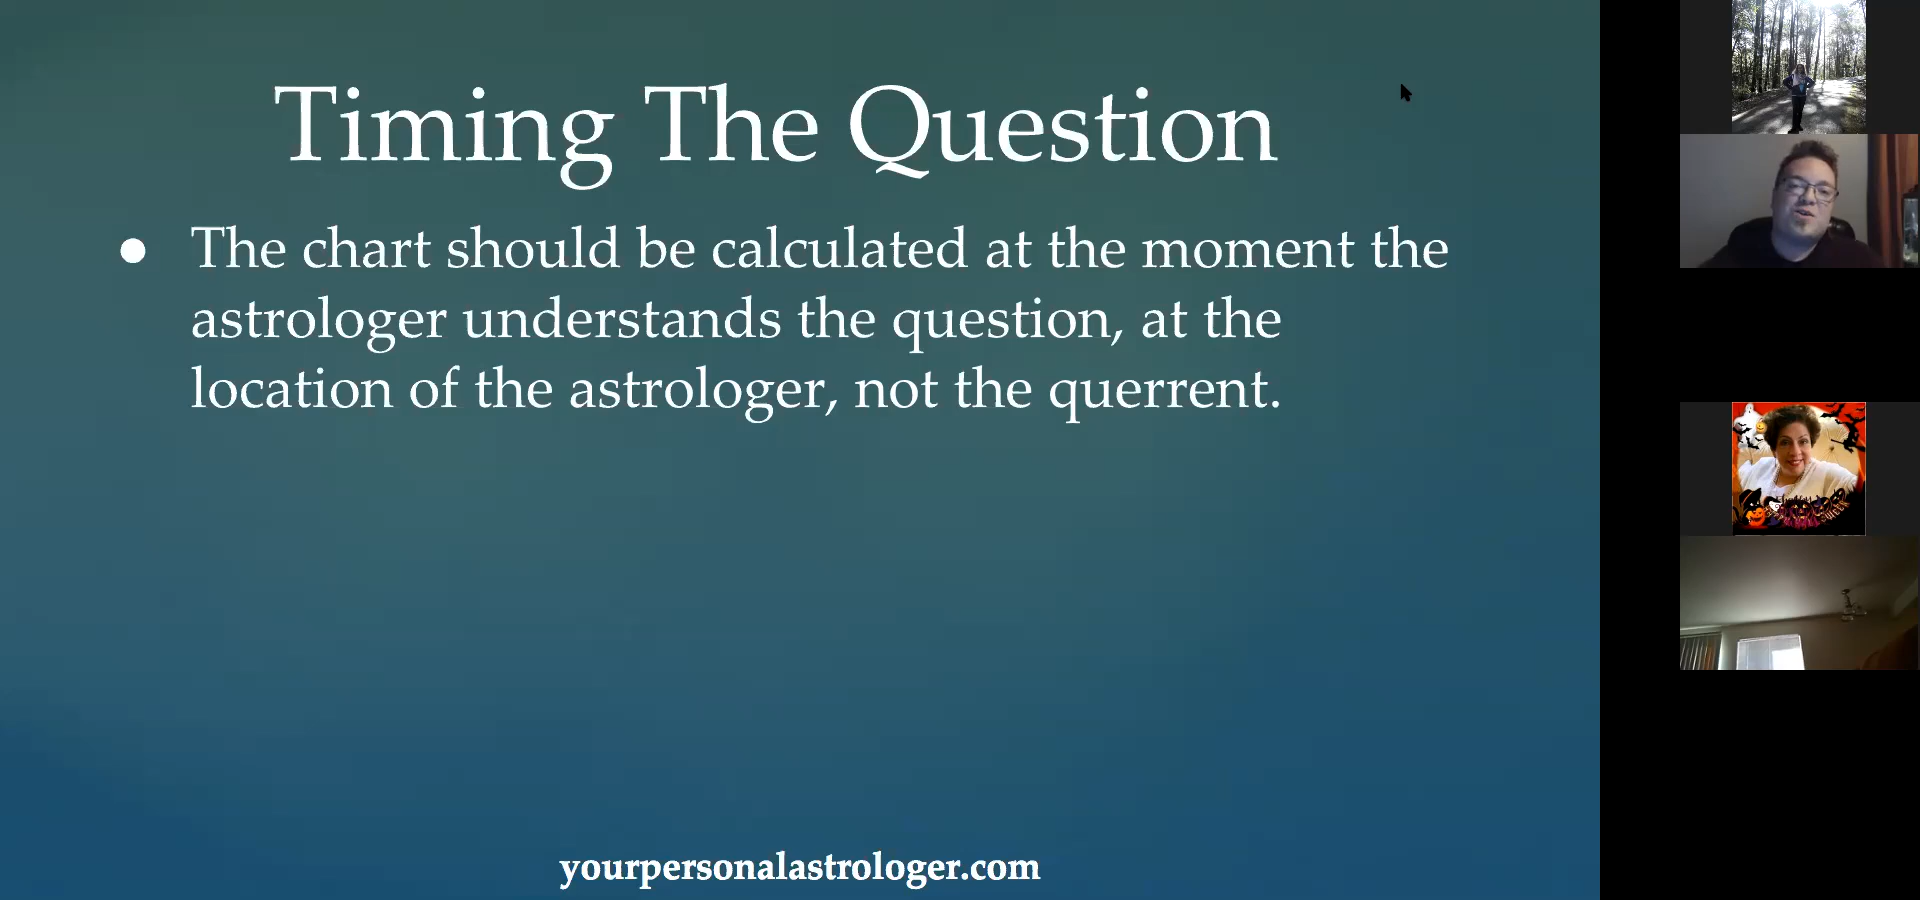 Timing The Question
● The chart should be calculated at the moment the
astrologer understands the question, at the
location of the astrologer, not the querrent.
yourpersonalastrologer.com